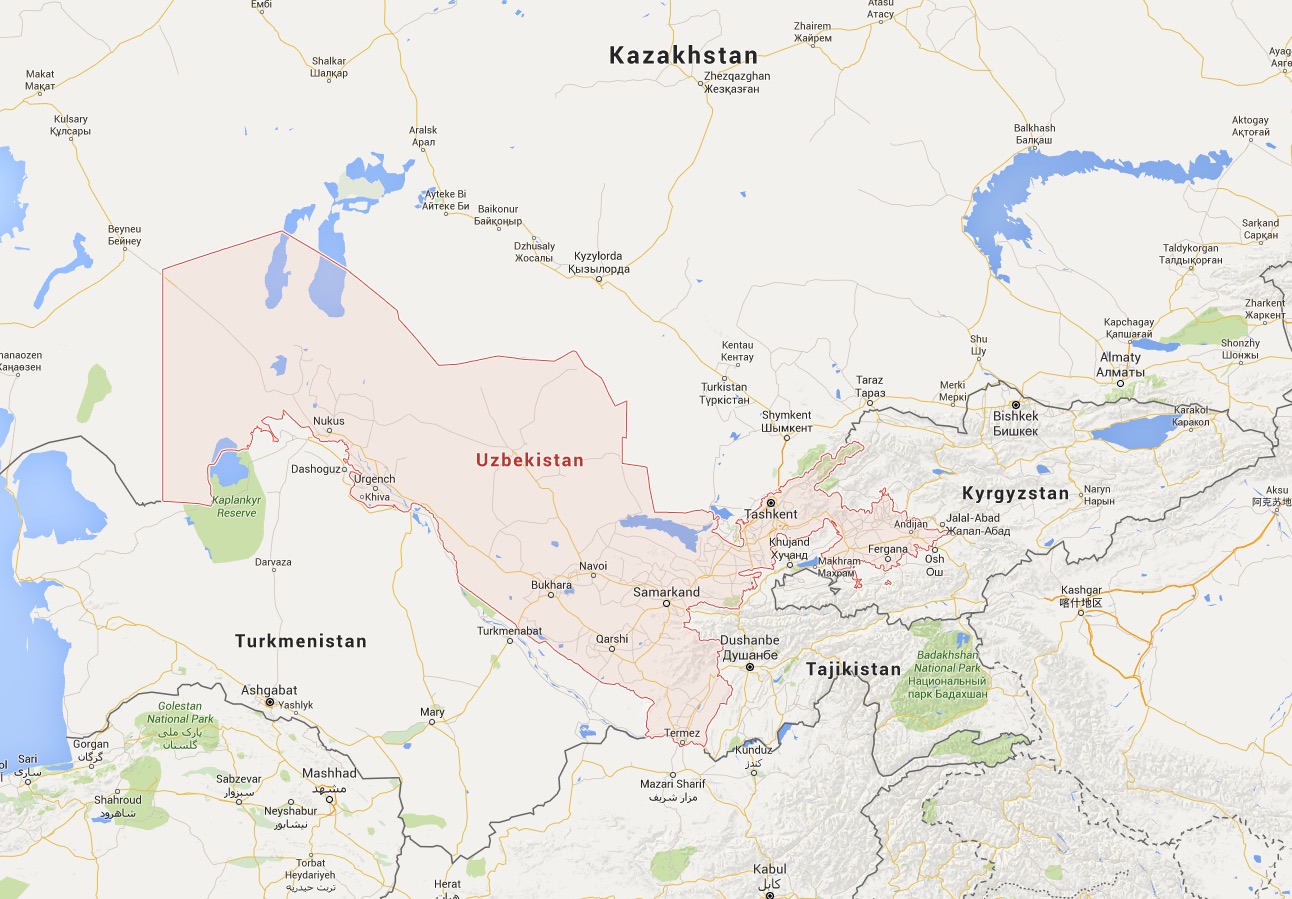 Ембі
Atasu
Атасу
Zhairem
Жайрем
Kazakhstan
Ayag
Аяг
Shalkar
Шалқар
Makat
Мақат
Zhezqazghan
Жезқазған
Kulsary
Құлсары
Aralsk
Арал
Balkhash
Балқаш
Aktogay
Ақтоғай
Ayteke Bi
Айтеке Би
Baikonur
Байқоңыр
Beyneu
Бейнеу
Sarkand
Сарқан
Dzhusaly
Жосалы
Kyzylorda
Қызылорда
Taldykorgan
Талдықорған
Zharkent
Жаркент
Kapchagay
Қапшағай
Shu
Шу
Kentau
Кентау
Shonzhy
Шонжы
hanaozen
Жаңаөзен
Almaty
Алматы
Turkistan
Түркістан
Taraz
Тараз
Merki
Меркі
Shymkent
Шымкент
Bishkek
Бишкек
Karakol
Каракол
Nukus
Uzbekistan
Dashoguz
Urgench
Khiva
Kaplankyr
Reserve
Kyrgyzstan
Naryn
Нарын
Aksu
阿克苏地
Tashkent
Andijan
Jalal-Abad
Жалал-Абад
Khujand
Хучанд
Fergana
Osh
Ош
Makhram
Махрам
Darvaza
Navoi
Bukhara
Samarkand
Kashgar
喀什地区
Turkmenistan
Turkmenabat
Qarshi
Dushanbe
Душанбе
Tajikistan
Badakhshan
National Park
Национальный
парк Бадахшан
Ashgabat
Yashlyk
Golestan
National Park
پارک ملی
گلستان
Mary
Termez
Gorgan
گرگان
Sari
ساری
Kunduz
کندز
Mashhad
مشهد
Sabzevar
سبزوار
Mazari Sharif
مزار شریف
Shahroud
شاهرود
Neyshabur
نیشابور
Torbat
Heydariyeh
تربت حیدریه
Kabul
کابل
Herat
هرات